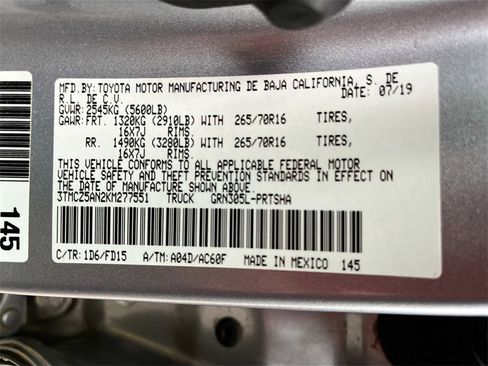 MFD.BY: TOYOTA MOTOR MANUFACTURING DE BAJA CALIFORNIA, S. DE
R.L. DE C.V. DATE: 07/19
GVWR: 2545KG (5600LB)
GAWR: FRT. 1320KG (2910LB) WITH 265/70R16 TIRES,
16X7J RIMS.
RR. 1490KG (3280LB) WITH 265/70R16 TIRES,
16X7J RIMS.
THIS VEHICLE CONFORMS TO ALL APPLICABLE FEDERAL MOTOR
VEHICLE SAFETY AND THEFT PREVENTION STANDARDS IN EFFECT ON
THE DATE OF MANUFACTURE SHOWN ABOVE.
3TMCZ5AN2KM277551 TRUCK GRN305L-PRTSHA
C/TR: 1D6/FD15 A/TM: A04D/AC60F MADE IN MEXICO 145
145